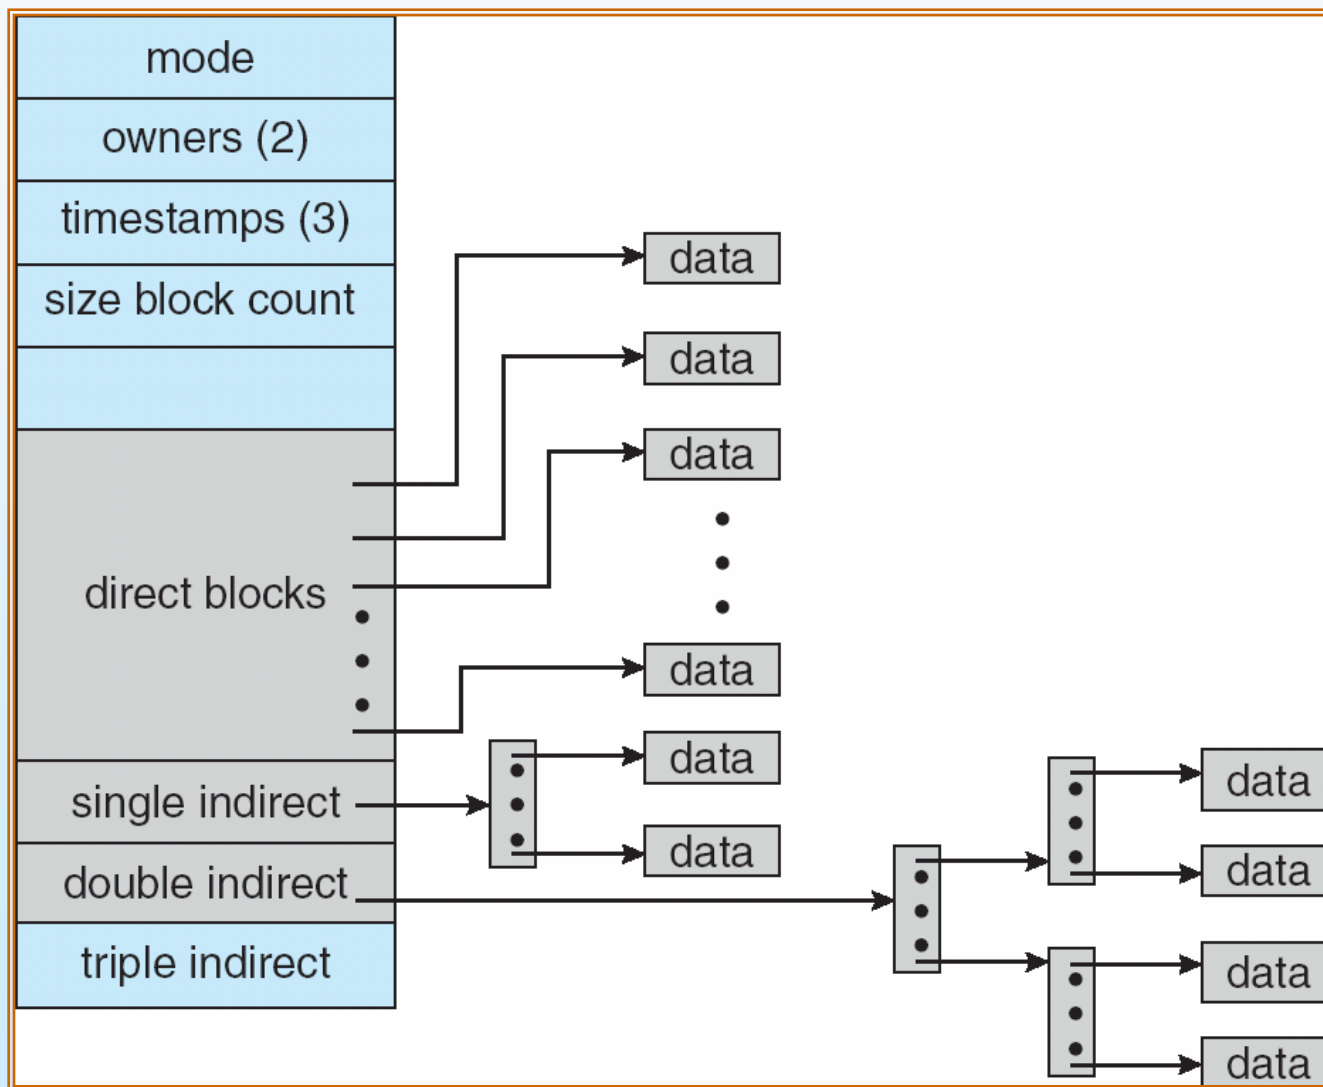 mode
owners (2)
timestamps (3)
size block count
direct blocks
single indirect
double indirect
triple indirect
data
data
data
data
data
data
data
data
data
data